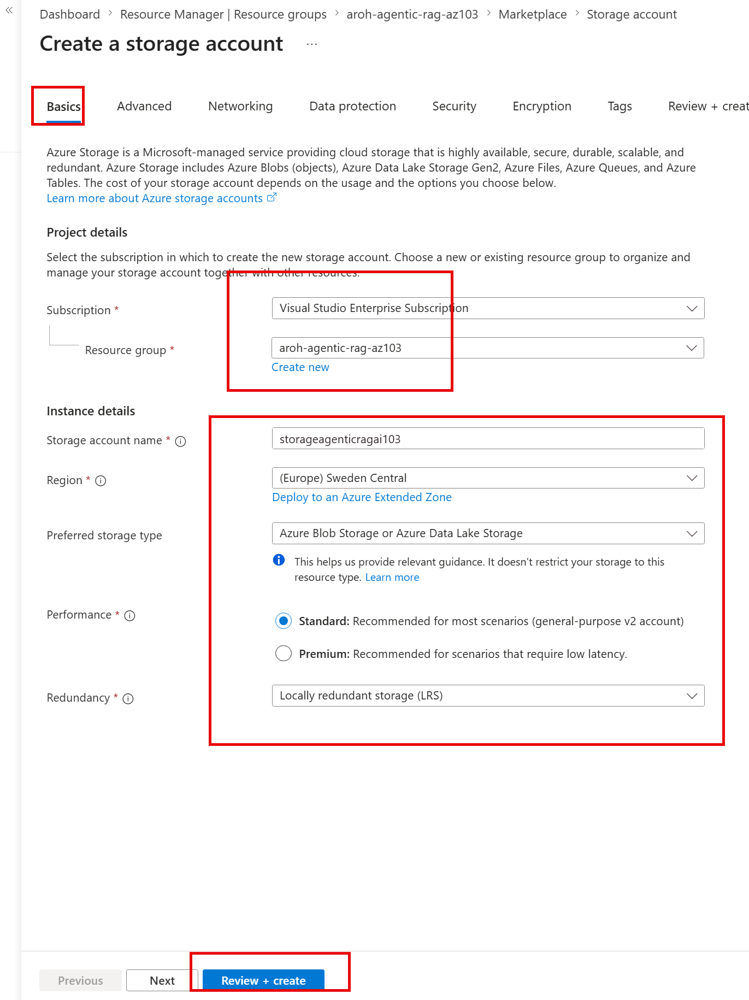 Dashboard > Resource Manager | Resource groups > aroh-agentic-rag-az103 > Marketplace > Storage account
Create a storage account ...
Basics Advanced Networking Data protection Security Encryption Tags Review + creat
Azure Storage is a Microsoft-managed service providing cloud storage that is highly available, secure, durable, scalable, and
redundant. Azure Storage includes Azure Blobs (objects), Azure Data Lake Storage Gen2, Azure Files, Azure Queues, and Azure
Tables. The cost of your storage account depends on the usage and the options you choose below.
Learn more about Azure storage accounts
Project details
Select the subscription in which to create the new storage account. Choose a new or existing resource group to organize and
manage your storage account together with other resources.
Subscription * Visual Studio Enterprise Subscription
Resource group * aroh-agentic-rag-az103
Create new
Instance details
Storage account name * storageagenticragai103
Region * (Europe) Sweden Central
Deploy to an Azure Extended Zone
Preferred storage type Azure Blob Storage or Azure Data Lake Storage
This helps us provide relevant guidance. It doesn't restrict your storage to this
resource type. Learn more
Performance * Standard: Recommended for most scenarios (general-purpose v2 account)
Premium: Recommended for scenarios that require low latency.
Redundancy * Locally redundant storage (LRS)
Previous Next Review + create